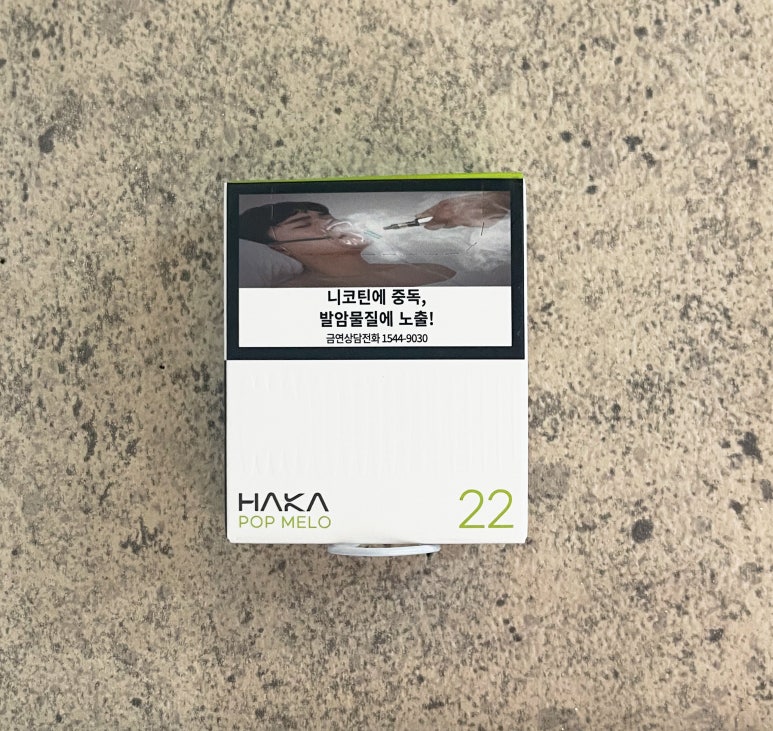 니코틴에 중독,
발암물질에 노출!
금연상담전화 1544-9030
HAKA
POP MELO
22